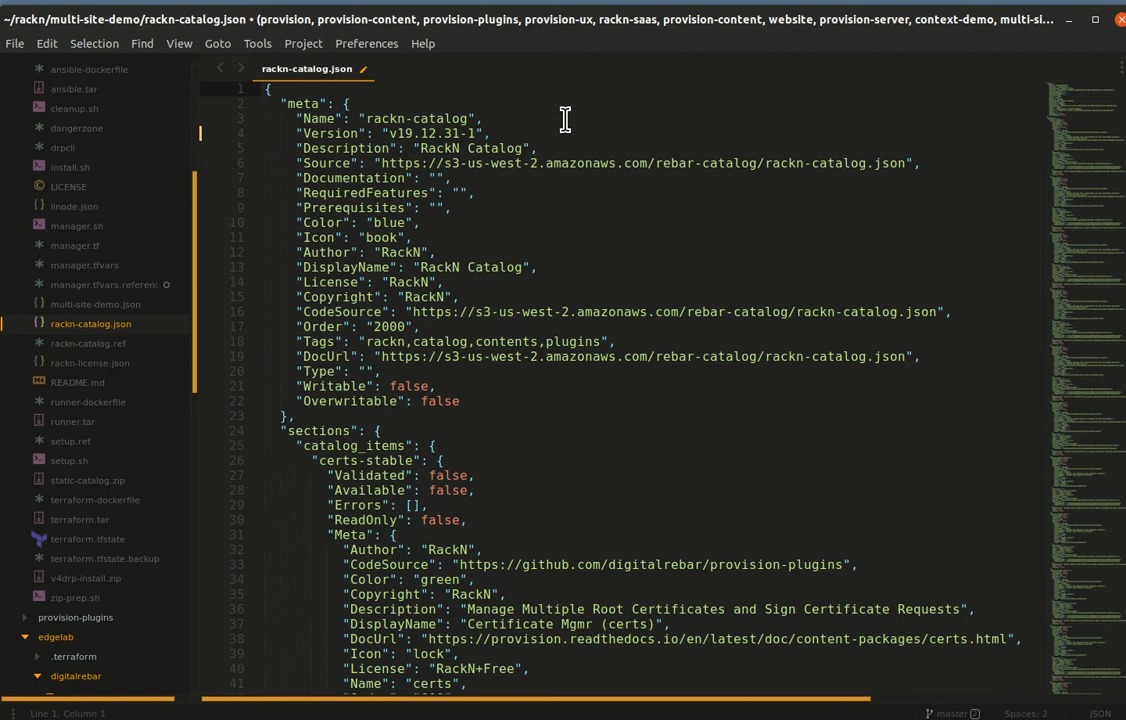 ~/rackn/multi-site-demo/rackn-catalog.json • (provision, provision-content, provision-plugins, provision-ux, rackn-saas, provision-content, website, provision-server, context-demo, multi-si...
File Edit Selection Find View Goto Tools Project Preferences Help
ansible-dockerfile
ansible.tar
cleanup.sh
dangerzone
drpcli
install.sh
LICENSE
linode.json
manager.sh
manager.tf
manager.tfvars
manager.tfvars.referenc
multi-site-demo.json
rackn-catalog.json
rackn-catalog.ref
rackn-license.json
README.md
runner-dockerfile
runner.tar
setup.ref
setup.sh
static-catalog.zip
terraform-dockerfile
terraform.tar
terraform.tfstate
terraform.tfstate.backup
v4drp-install.zip
zip-prep.sh
provision-plugins
edgelab
.terraform
digitalrebar
rackn-catalog.json
1 {
2 "meta": {
3 "Name": "rackn-catalog",
4 "Version": "v19.12.31-1",
5 "Description": "RackN Catalog",
6 "Source": "https://s3-us-west-2.amazonaws.com/rebar-catalog/rackn-catalog.json",
7 "Documentation": "",
8 "RequiredFeatures": "",
9 "Prerequisites": "",
10 "Color": "blue",
11 "Icon": "book",
12 "Author": "RackN",
13 "DisplayName": "RackN Catalog",
14 "License": "RackN",
15 "Copyright": "RackN",
16 "CodeSource": "https://s3-us-west-2.amazonaws.com/rebar-catalog/rackn-catalog.json",
17 "Order": "2000",
18 "Tags": "rackn,catalog,contents,plugins",
19 "DocUrl": "https://s3-us-west-2.amazonaws.com/rebar-catalog/rackn-catalog.json",
20 "Type": "",
21 "Writable": false,
22 "Overwritable": false
23 },
24 "sections": {
25 "catalog_items": {
26 "certs-stable": {
27 "Validated": false,
28 "Available": false,
29 "Errors": [],
30 "ReadOnly": false,
31 "Meta": {
32 "Author": "RackN",
33 "CodeSource": "https://github.com/digitalrebar/provision-plugins",
34 "Color": "green",
35 "Copyright": "RackN",
36 "Description": "Manage Multiple Root Certificates and Sign Certificate Requests",
37 "DisplayName": "Certificate Mgmr (certs)",
38 "DocUrl": "https://provision.readthedocs.io/en/latest/doc/content-packages/certs.html",
39 "Icon": "lock",
40 "License": "RackN+Free",
41 "Name": "certs",
Line 1, Column 1 master 2 Spaces: 2 JSON